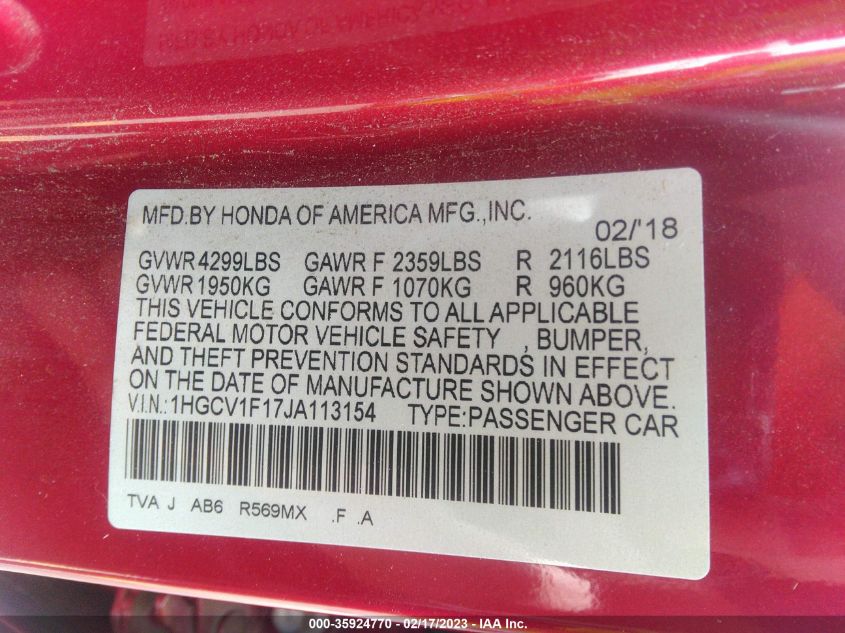 MFD.BY HONDA OF AMERICA MFG.,INC.
02/'18
GVWR 4299LBS GAWR F 2359LBS R 2116LBS
GVWR 1950KG GAWR F 1070KG R 960KG
THIS VEHICLE CONFORMS TO ALL APPLICABLE
FEDERAL MOTOR VEHICLE SAFETY , BUMPER,
AND THEFT PREVENTION STANDARDS IN EFFECT
ON THE DATE OF MANUFACTURE SHOWN ABOVE.
V.I.N.:1HGCV1F17JA113154 TYPE:PASSENGER CAR
TVA J AB6 R569MX .F .A
000-35924770 - 02/17/2023 - IAA Inc.